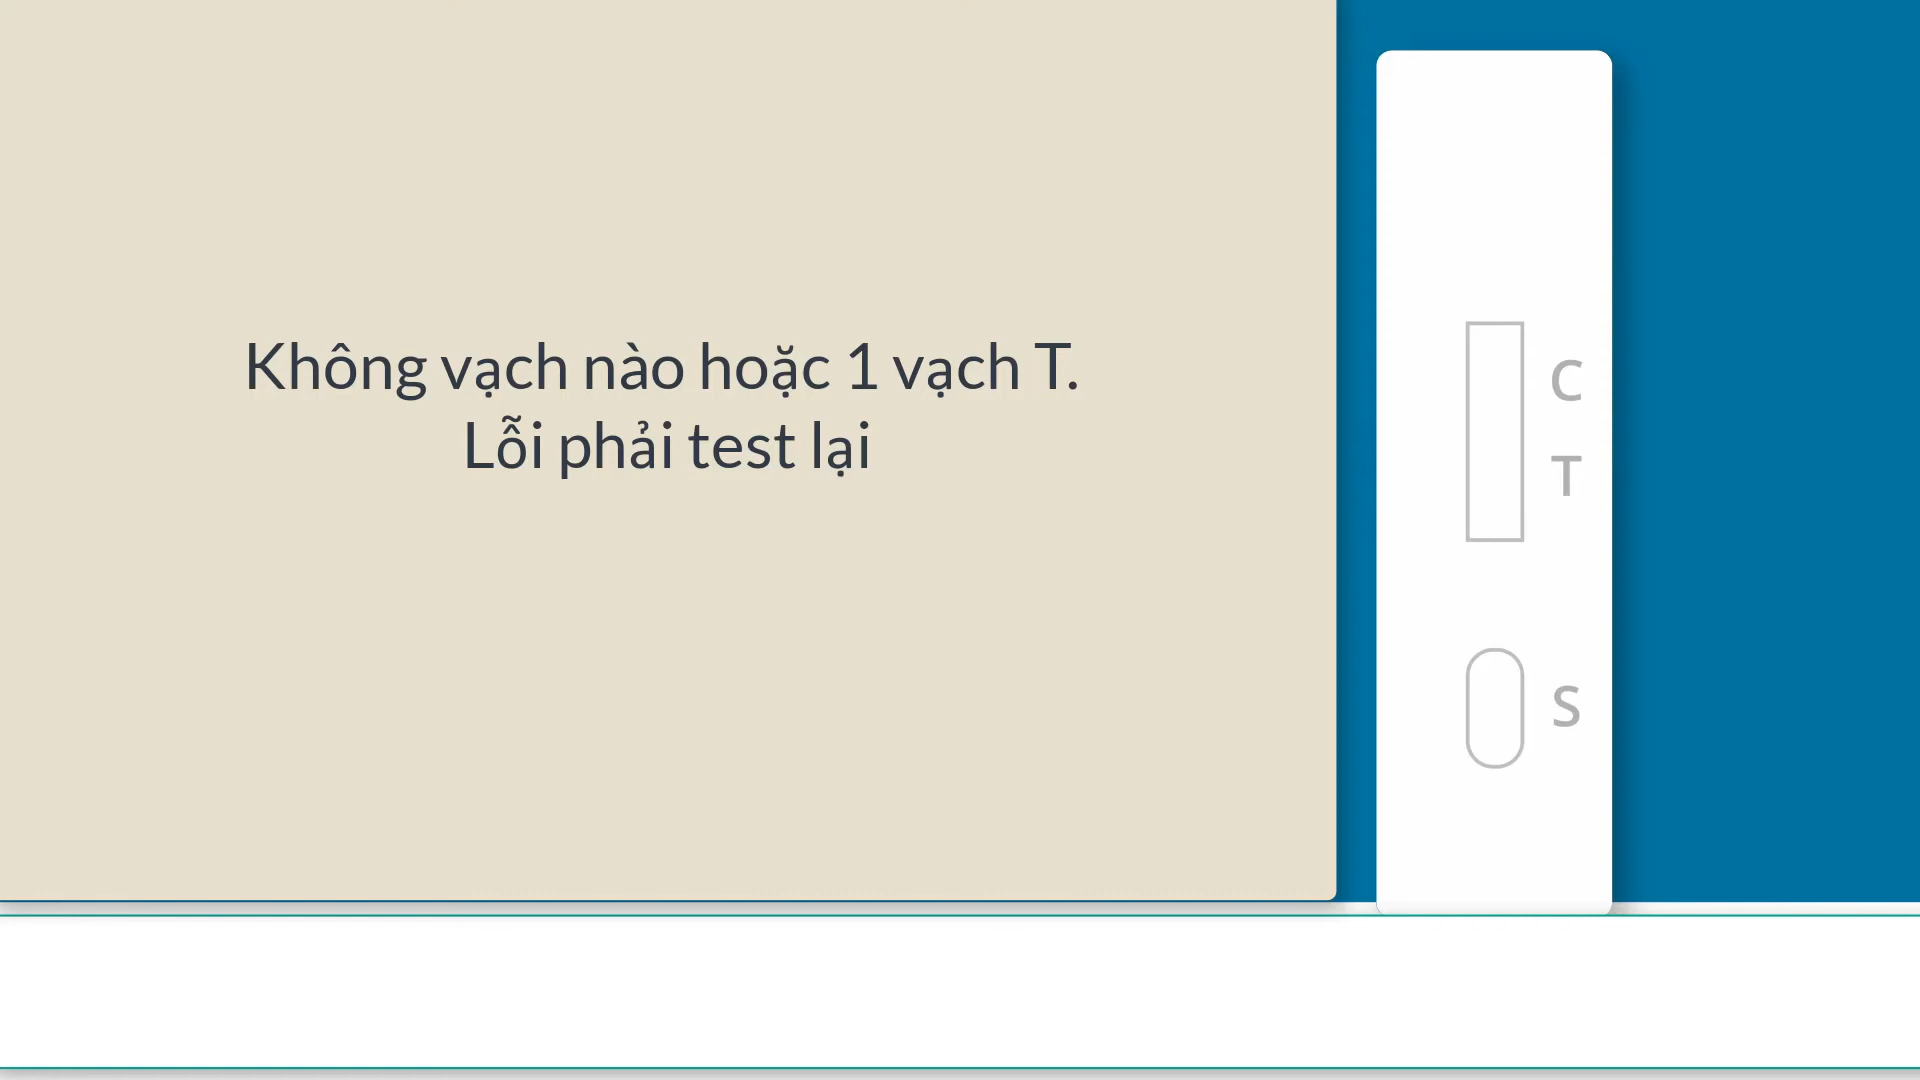 Không vạch nào hoặc 1 vạch T.
Lỗi phải test lại
C
T
S